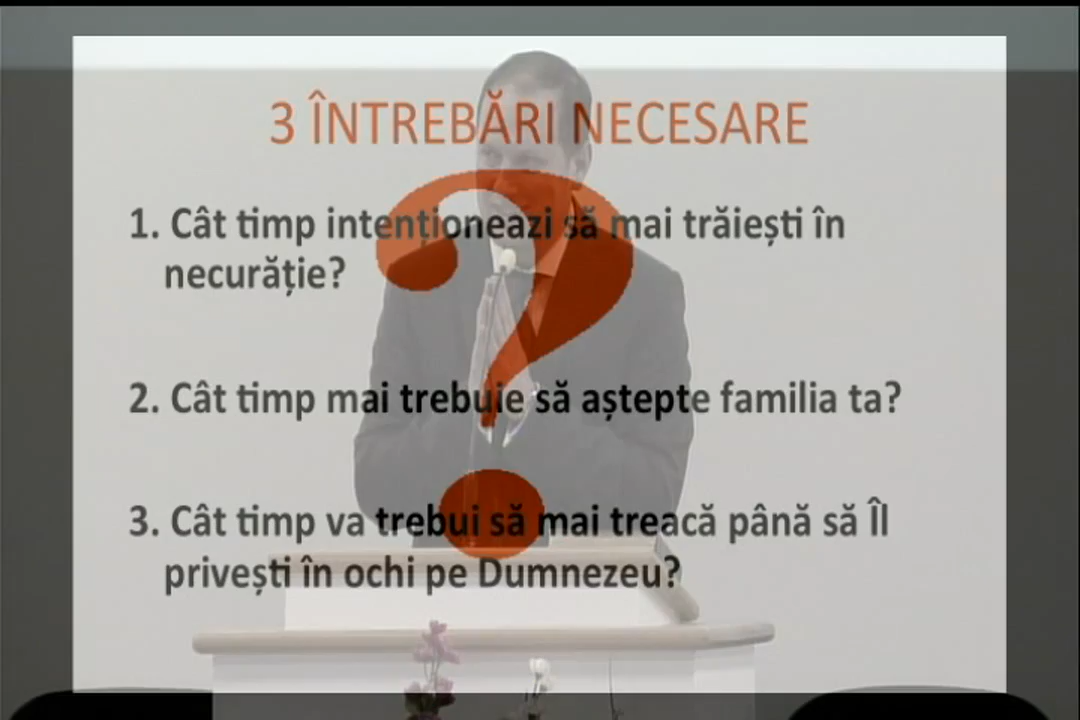 3 ÎNTREBĂRI NECESARE
1. Cât timp intenționeazi să mai trăiești în
necurăție?
2. Cât timp mai trebuie să aștepte familia ta?
3. Cât timp va trebui să mai treacă până să Îl
privești în ochi pe Dumnezeu?